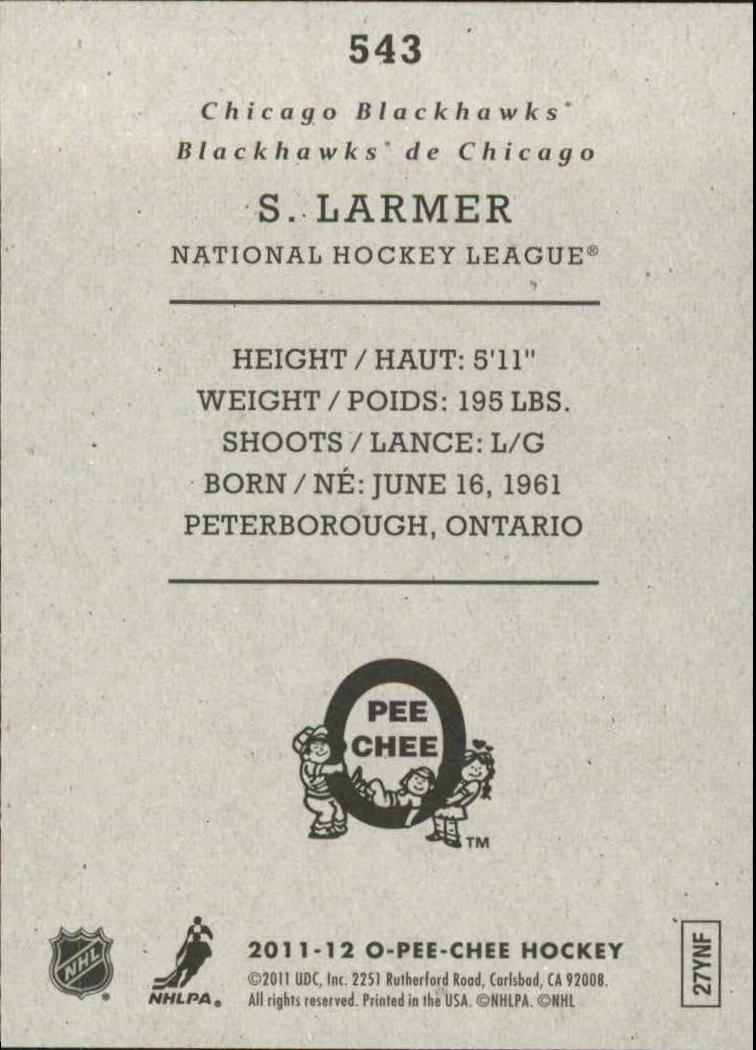 543
Chicago Blackhawks®
Blackhawks® de Chicago
S. LARMER
NATIONAL HOCKEY LEAGUE®
HEIGHT / HAUT: 5'11"
WEIGHT / POIDS: 195 LBS.
SHOOTS / LANCE: L/G
BORN / NÉ: JUNE 16, 1961
PETERBOROUGH, ONTARIO
PEE
CHEE
TM
NHL
®
NHLPA®
2011-12 O-PEE-CHEE HOCKEY
©2011 UDC, Inc. 2251 Rutherford Road, Carlsbad, CA 92008.
All rights reserved. Printed in the USA. ©NHLPA. ©NHL
27YNF